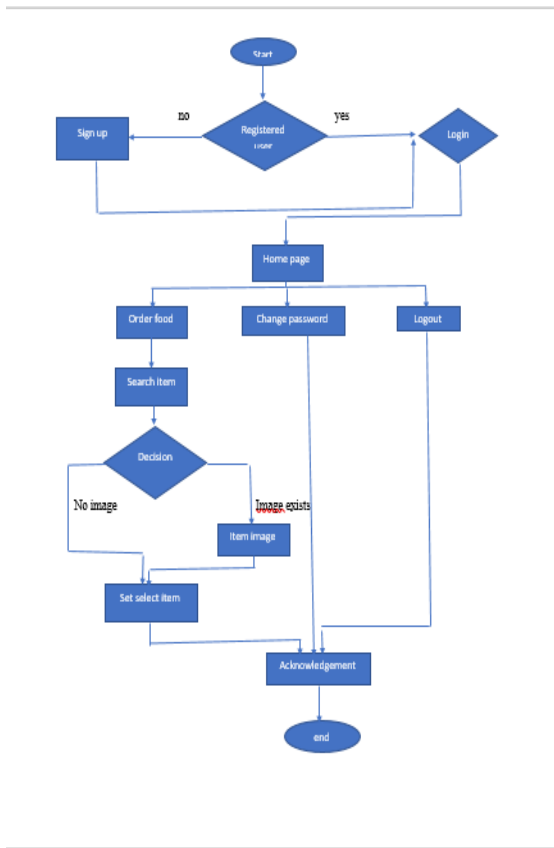 Start
no
yes
Sign up
Registered
user
Login
Home page
Order food
Change password
Logout
Search item
Decision
No image
Image exists
Item image
Set select item
Acknowledgement
end